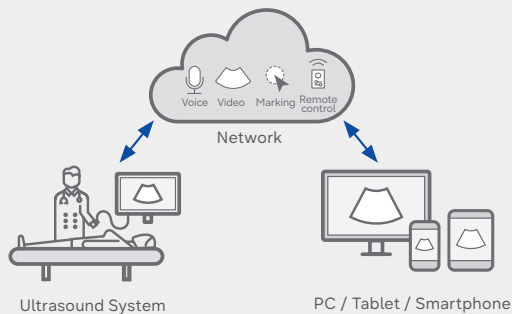 Voice Video Marking Remote
control
Network
Ultrasound System
PC / Tablet / Smartphone